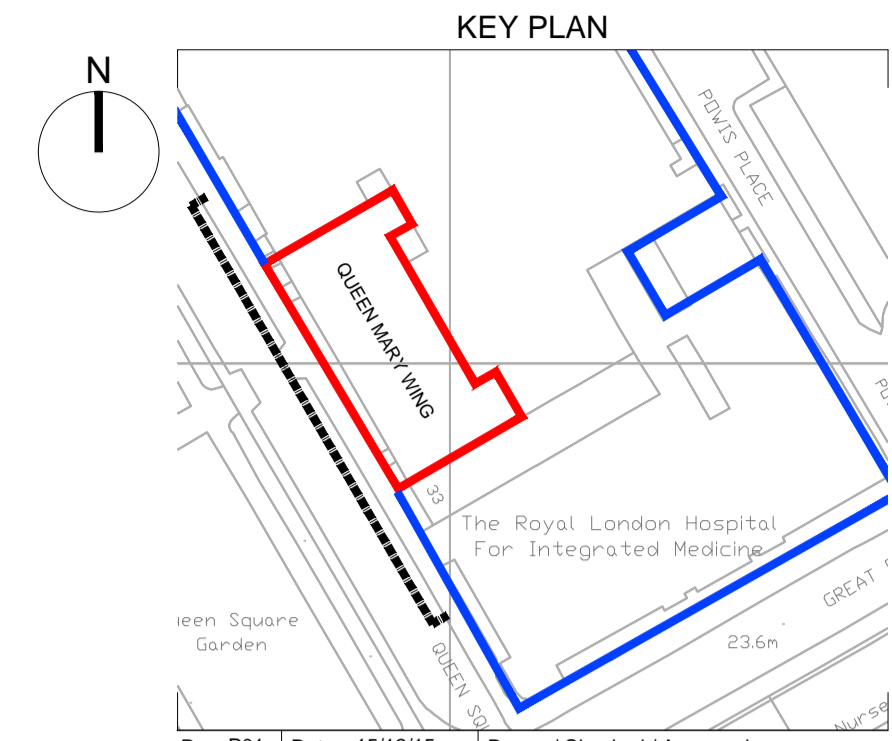 KEY PLAN
N
POWIS PLACE
QUEEN MARY WING
33
The Royal London Hospital
For Integrated Medicine
GREAT
Square
Garden
23.6m
QUEEN